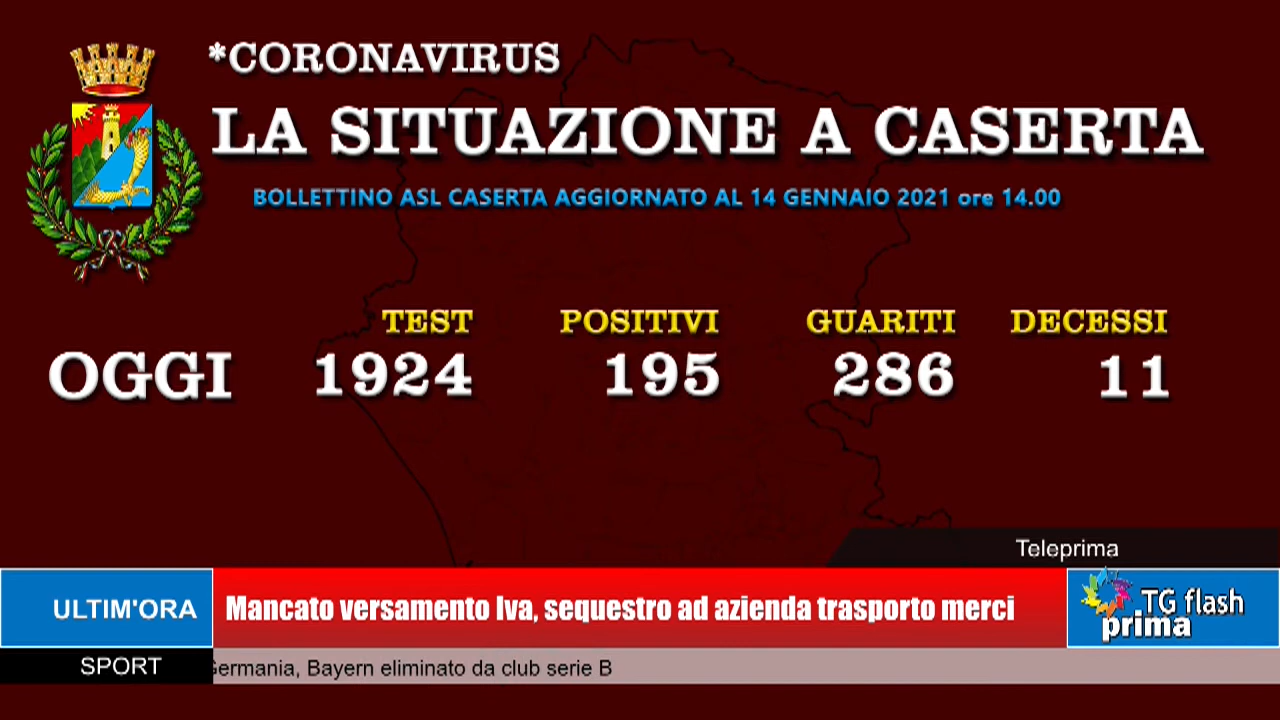 *CORONAVIRUS
LA SITUAZIONE A CASERTA
BOLLETTINO ASL CASERTA AGGIORNATO AL 14 GENNAIO 2021 ore 14.00
TEST POSITIVI GUARITI DECESSI
OGGI 1924 195 286 11
Teleprima
ULTIM'ORA Mancato versamento Iva, sequestro ad azienda trasporto merci
TG flash
prima
SPORT Germania, Bayern eliminato da club serie B